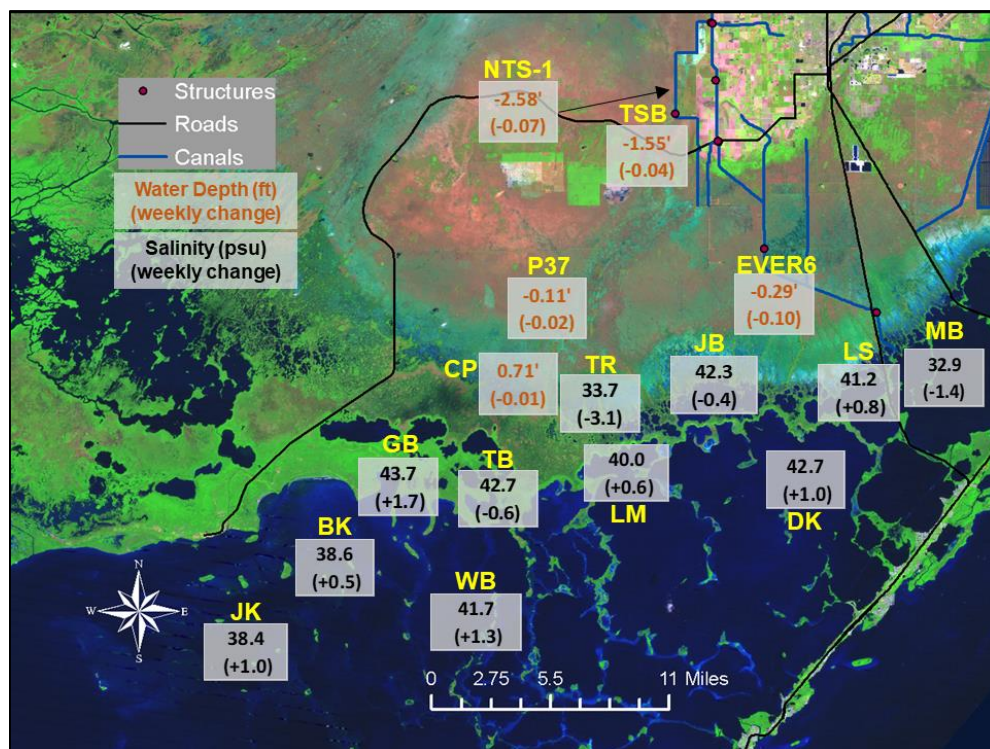 NTS-1
-2.58'
(-0.07)
TSB
-1.55'
(-0.04)
Structures
Roads
Canals
Water Depth (ft)
(weekly change)
Salinity (psu)
(weekly change)
P37
-0.11'
(-0.02)
EVER6
-0.29'
(-0.10)
CP
0.71'
(-0.01)
TR
33.7
(-3.1)
JB
42.3
(-0.4)
LS
41.2
(+0.8)
MB
32.9
(-1.4)
GB
43.7
(+1.7)
TB
42.7
(-0.6)
40.0
(+0.6)
LM
42.7
(+1.0)
DK
BK
38.6
(+0.5)
WB
41.7
(+1.3)
JK
38.4
(+1.0)
N
W
E
S
0 2.75 5.5 11 Miles